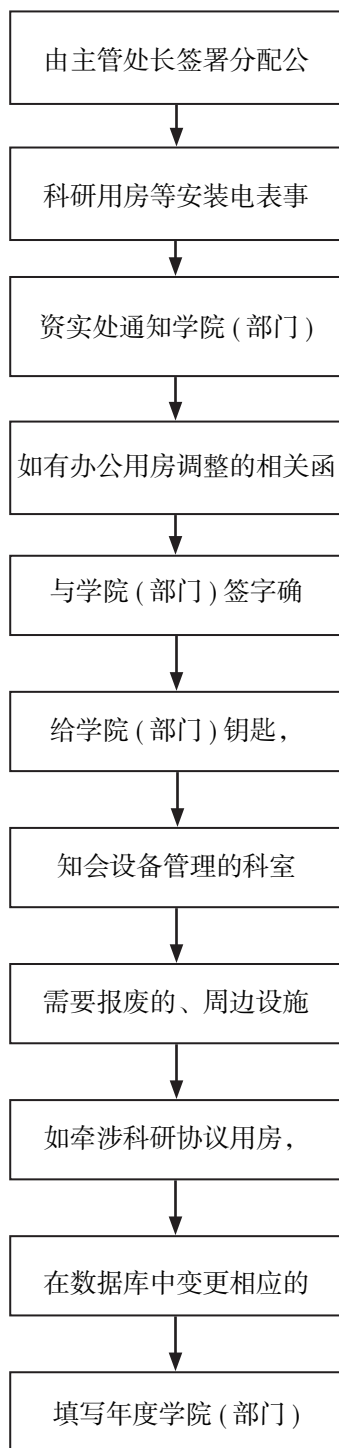 由主管处长签署分配公
科研用房等安装电表事
资实处通知学院(部门)
如有办公用房调整的相关函
与学院(部门)签字确
给学院(部门)钥匙，
知会设备管理的科室
需要报废的、周边设施
如牵涉科研协议用房，
在数据库中变更相应的
填写年度学院(部门)